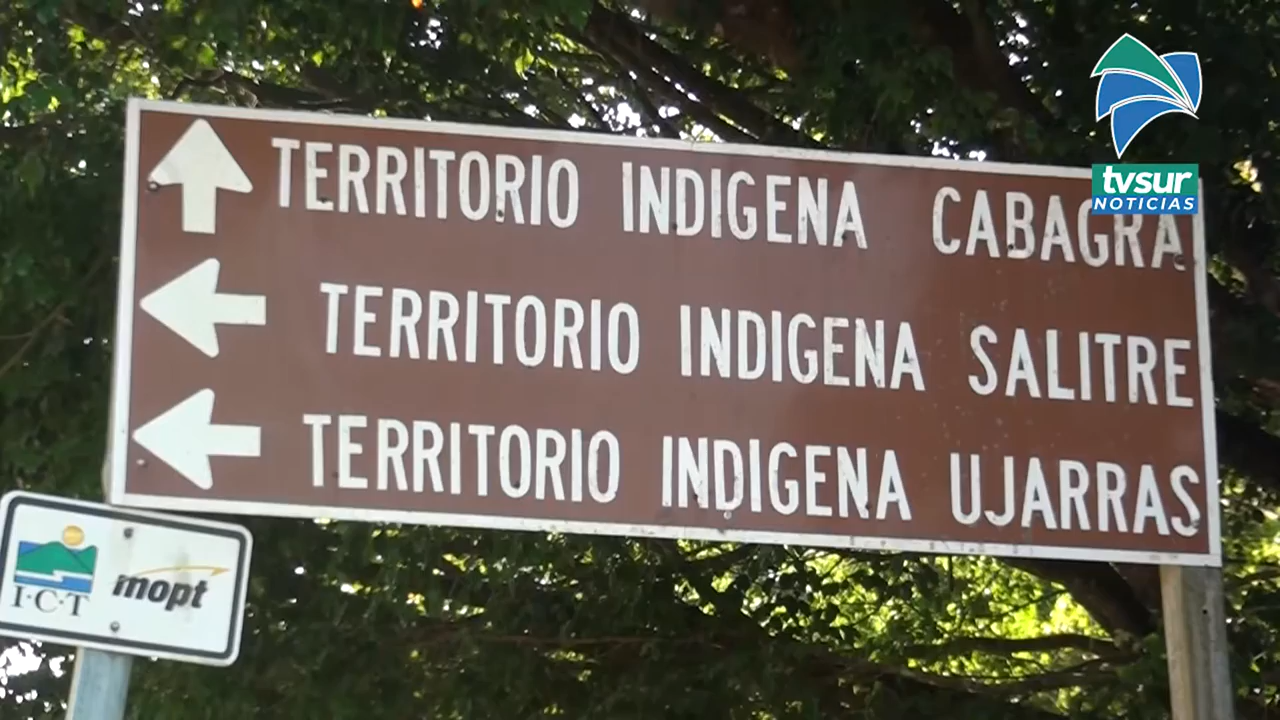 TERRITORIO INDIGENA CABAGRA
TERRITORIO INDIGENA SALITRE
TERRITORIO INDIGENA UJARRAS
I·C·T
mopt
tvsur
NOTICIAS